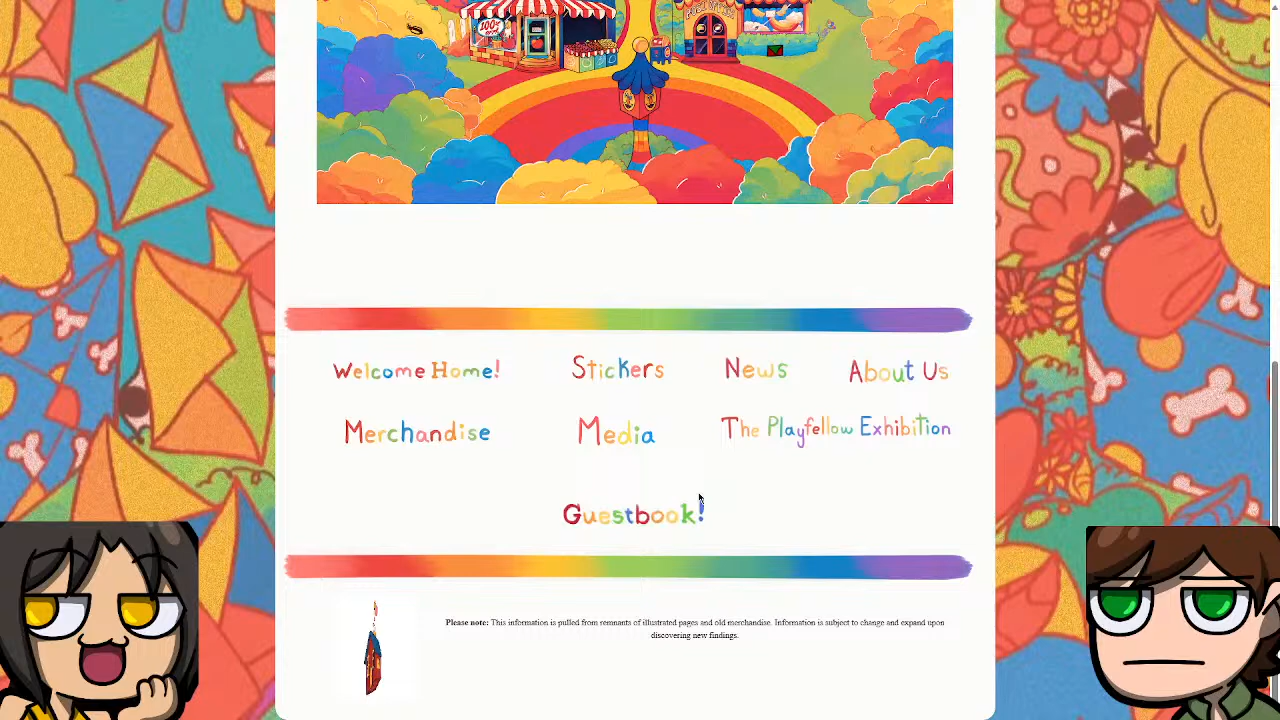 100%
Welcome Home!
Stickers
News
About Us
Merchandise
Media
The Playfellow Exhibition
Guestbook!
Please note: This information is pulled from remnants of illustrated pages and old merchandise. Information is subject to change and expand upon
discovering new findings.